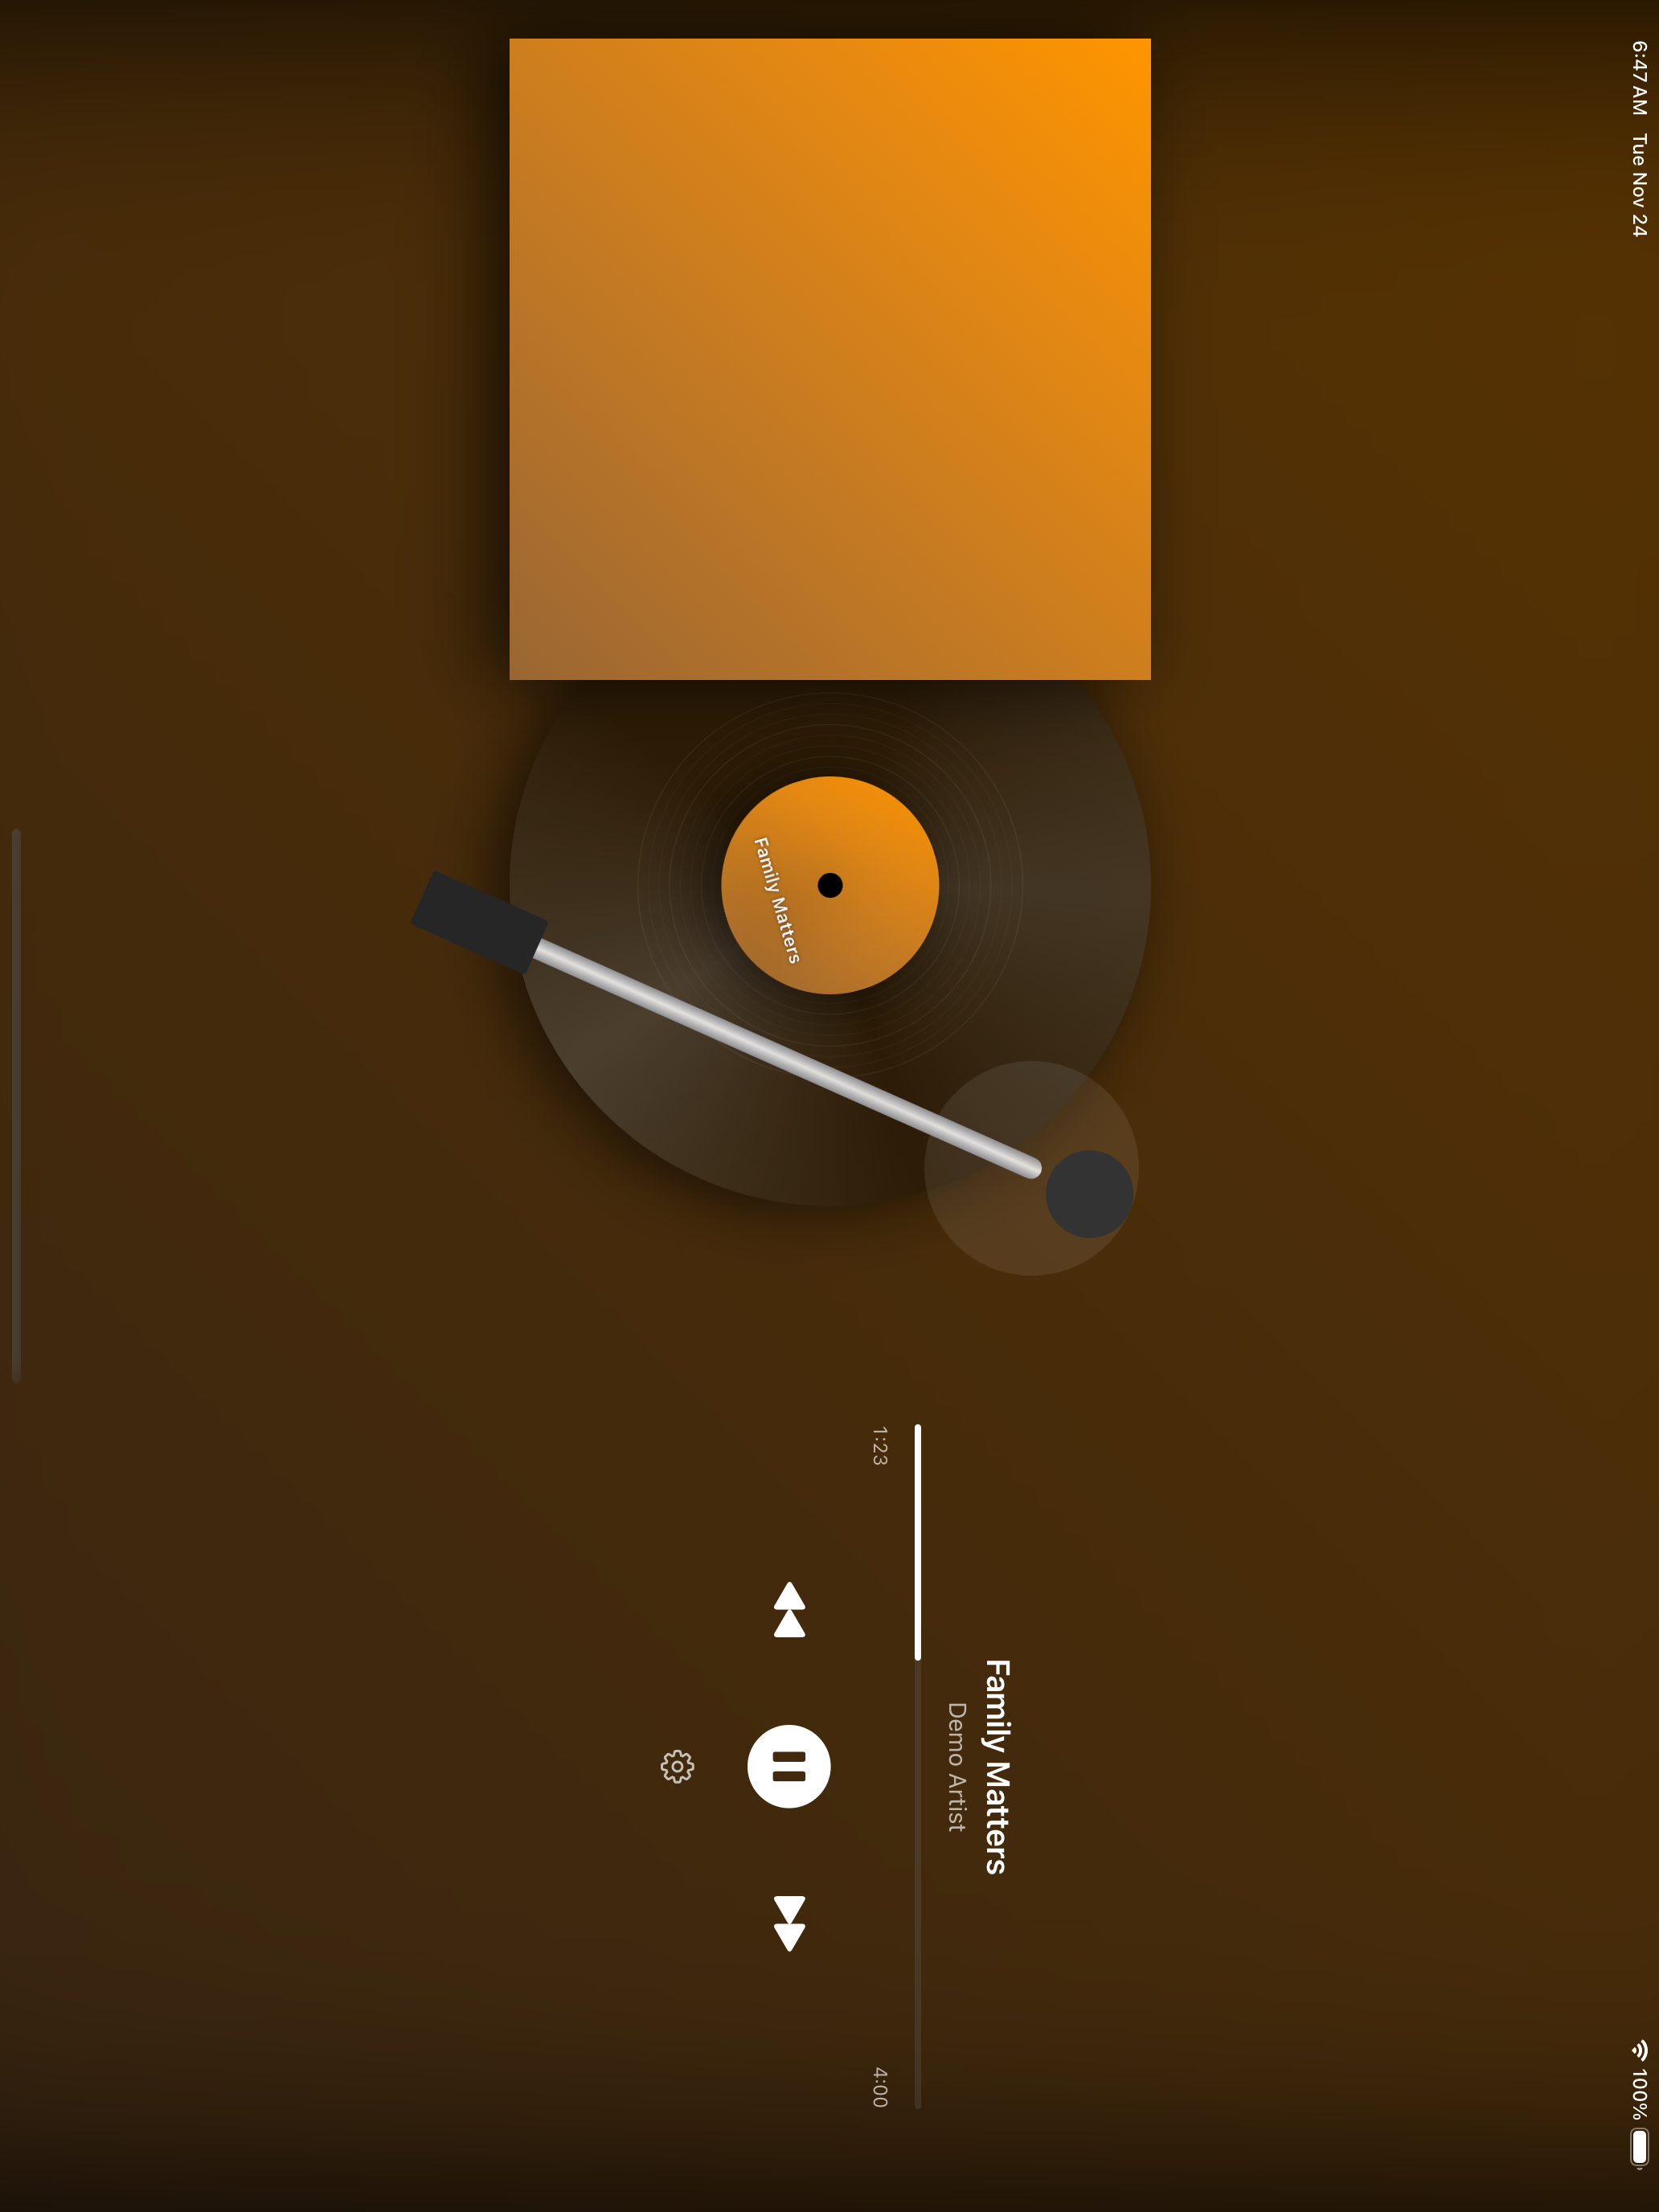 6:47 AM Tue Nov 24
100%
Family Matters
Family Matters
Demo Artist
1:23
4:00